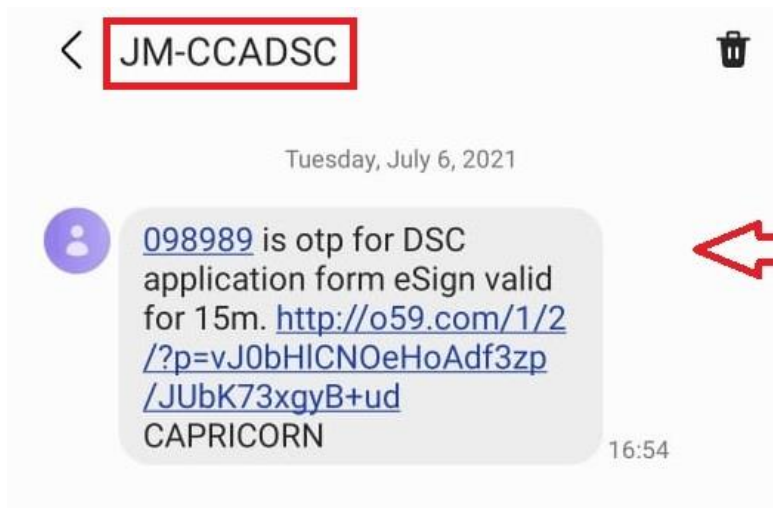 JM-CCADSC
Tuesday, July 6, 2021
098989 is otp for DSC
application form eSign valid
for 15m. http://o59.com/1/2
/?p=vJ0bHlCNOeHoAdf3zp
/JUbK73xgyB+ud
CAPRICORN
16:54